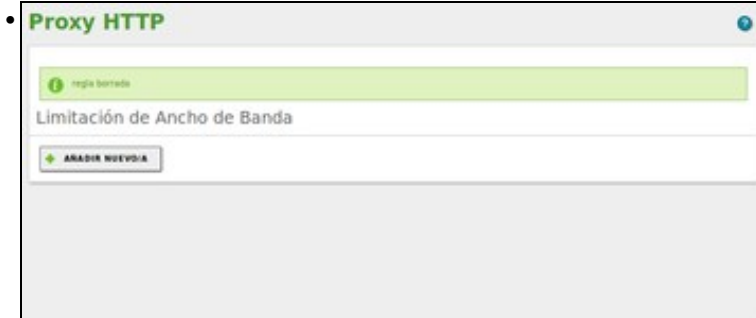 Proxy HTTP
regla borrada
Limitación de Ancho de Banda
AÑADIR NUEVO/A